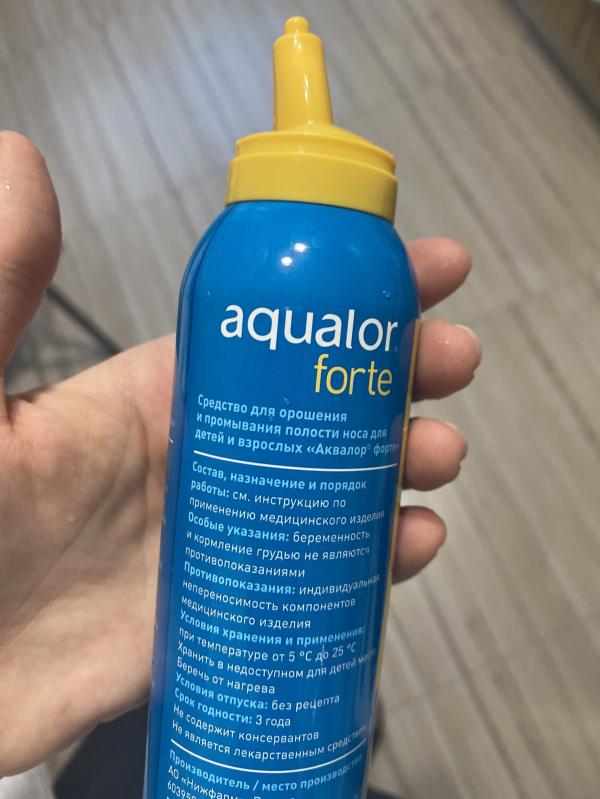 aqualor
forte
Средство для орошения
и промывания полости носа для
детей и взрослых «Аквалор® форте»
Состав, назначение и порядок
работы: см. инструкцию по
применению медицинского изделия
Особые указания: беременность
и кормление грудью не являются
противопоказаниями
Противопоказания: индивидуальная
непереносимость компонентов
медицинского изделия
Условия хранения и применения:
при температуре от 5 °С до 25 °С
Хранить в недоступном для детей месте
Беречь от нагрева
Условия отпуска: без рецепта
Срок годности: 3 года
Не содержит консервантов
Не является лекарственным средством
Производитель / место производства
АО «Нижфарм»